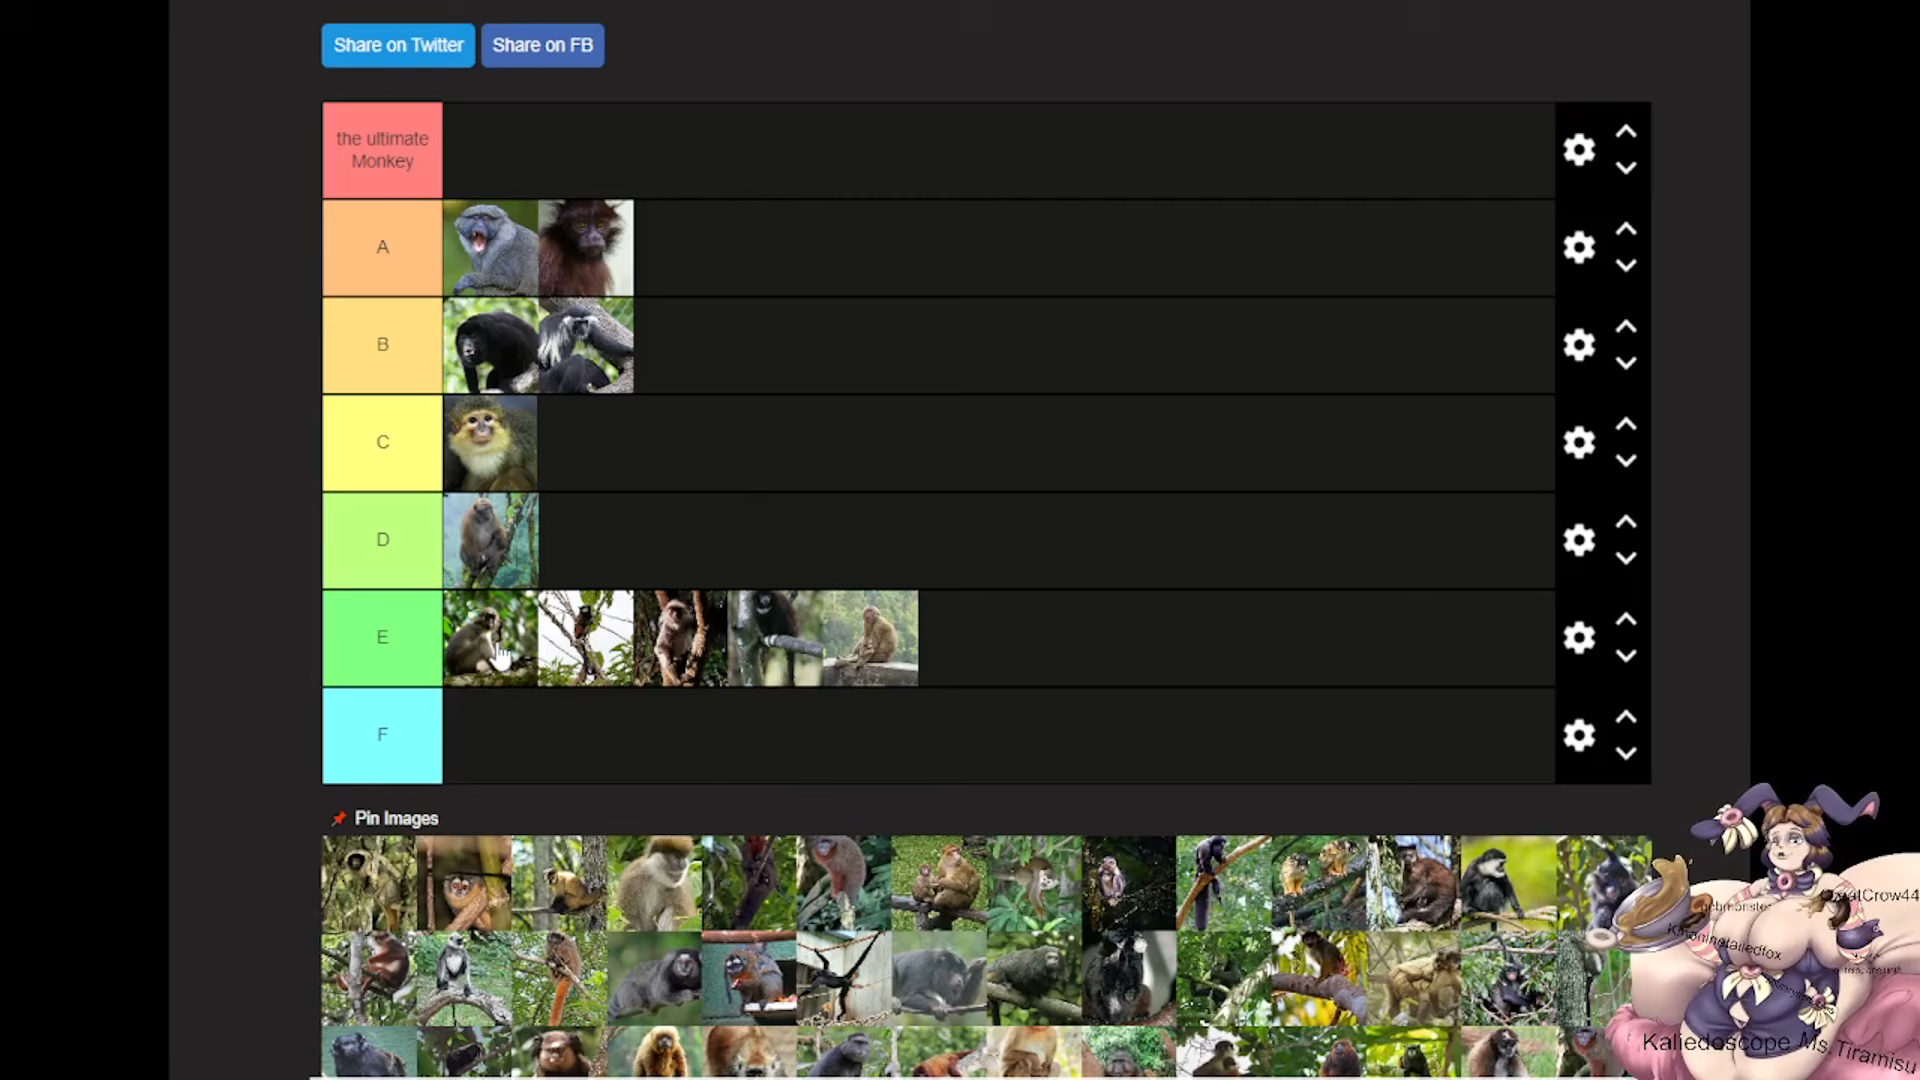 Share on Twitter
Share on FB
the ultimate
Monkey
A
B
C
D
E
F
Pin Images
Kaliedoscope Ms.Tiramisu